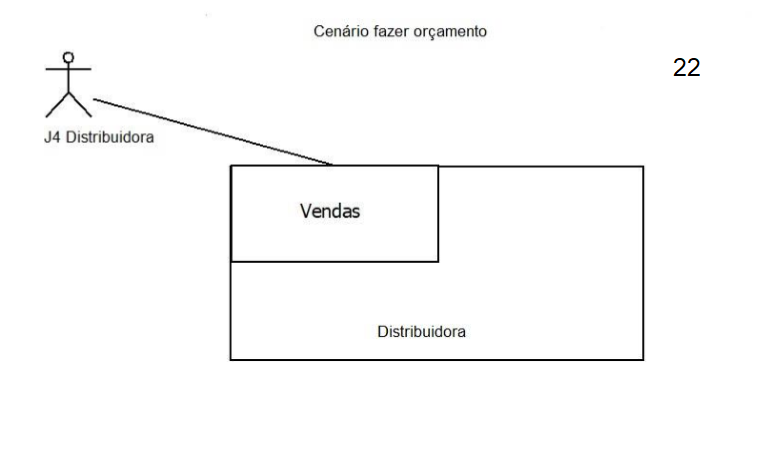 Cenário fazer orçamento
22
J4 Distribuidora
Vendas
Distribuidora